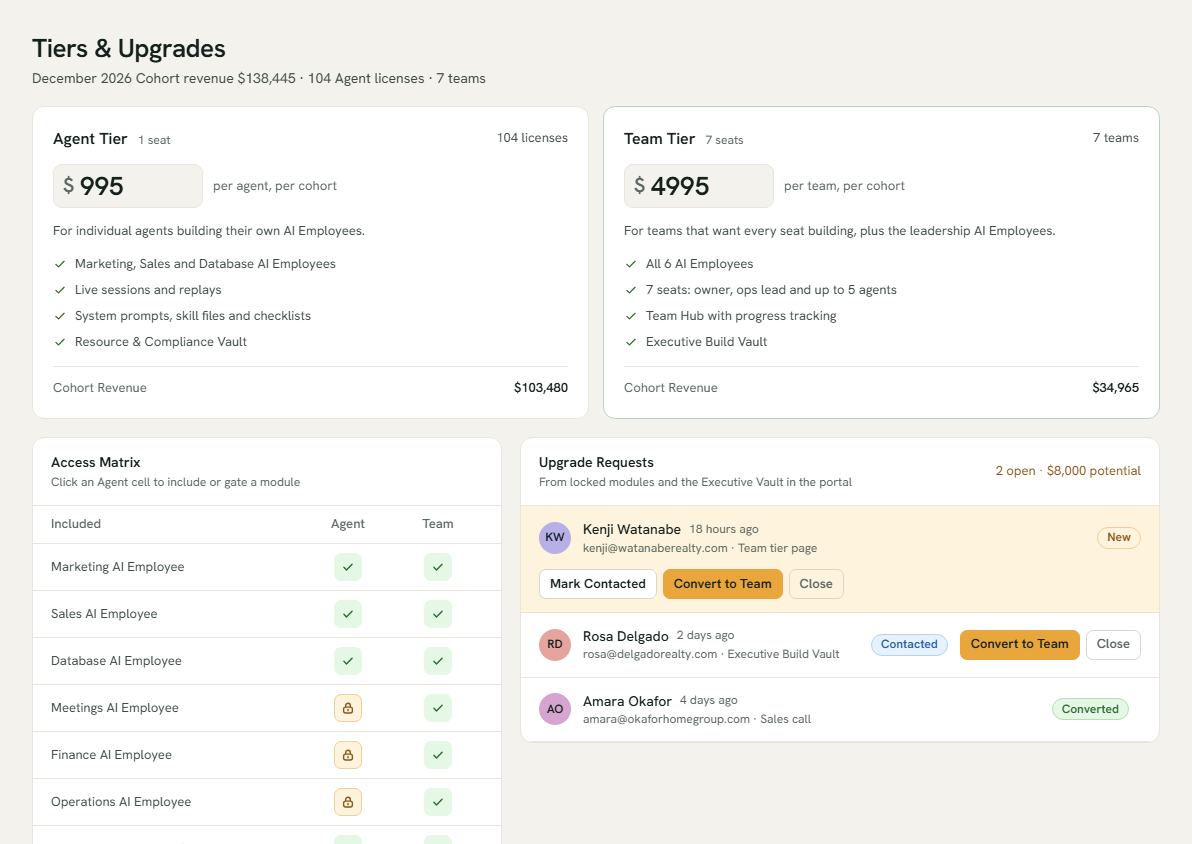 Tiers & Upgrades
December 2026 Cohort revenue $138,445 · 104 Agent licenses · 7 teams
Agent Tier 1 seat 104 licenses
$ 995 per agent, per cohort
For individual agents building their own AI Employees.
Marketing, Sales and Database AI Employees
Live sessions and replays
System prompts, skill files and checklists
Resource & Compliance Vault
Cohort Revenue $103,480
Team Tier 7 seats 7 teams
$ 4995 per team, per cohort
For teams that want every seat building, plus the leadership AI Employees.
All 6 AI Employees
7 seats: owner, ops lead and up to 5 agents
Team Hub with progress tracking
Executive Build Vault
Cohort Revenue $34,965
Access Matrix
Click an Agent cell to include or gate a module
Included Agent Team
Marketing AI Employee
Sales AI Employee
Database AI Employee
Meetings AI Employee
Finance AI Employee
Operations AI Employee
Upgrade Requests
From locked modules and the Executive Vault in the portal
2 open · $8,000 potential
KW Kenji Watanabe 18 hours ago
kenji@watanaberealty.com · Team tier page
New
Mark Contacted Convert to Team Close
RD Rosa Delgado 2 days ago
rosa@delgadorealty.com · Executive Build Vault
Contacted Convert to Team Close
AO Amara Okafor 4 days ago
amara@okaforhomegroup.com · Sales call
Converted